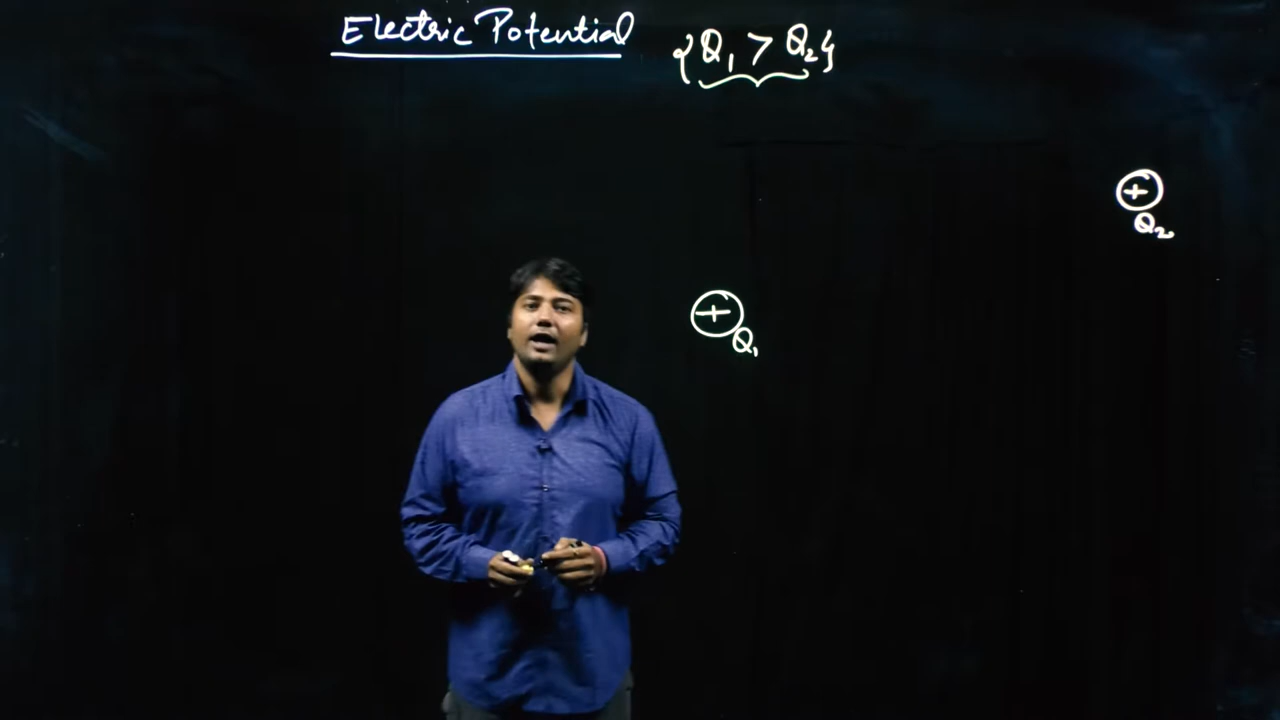 Electric Potential {Q₁ > Q₂}
+
Q₂
+
Q₁